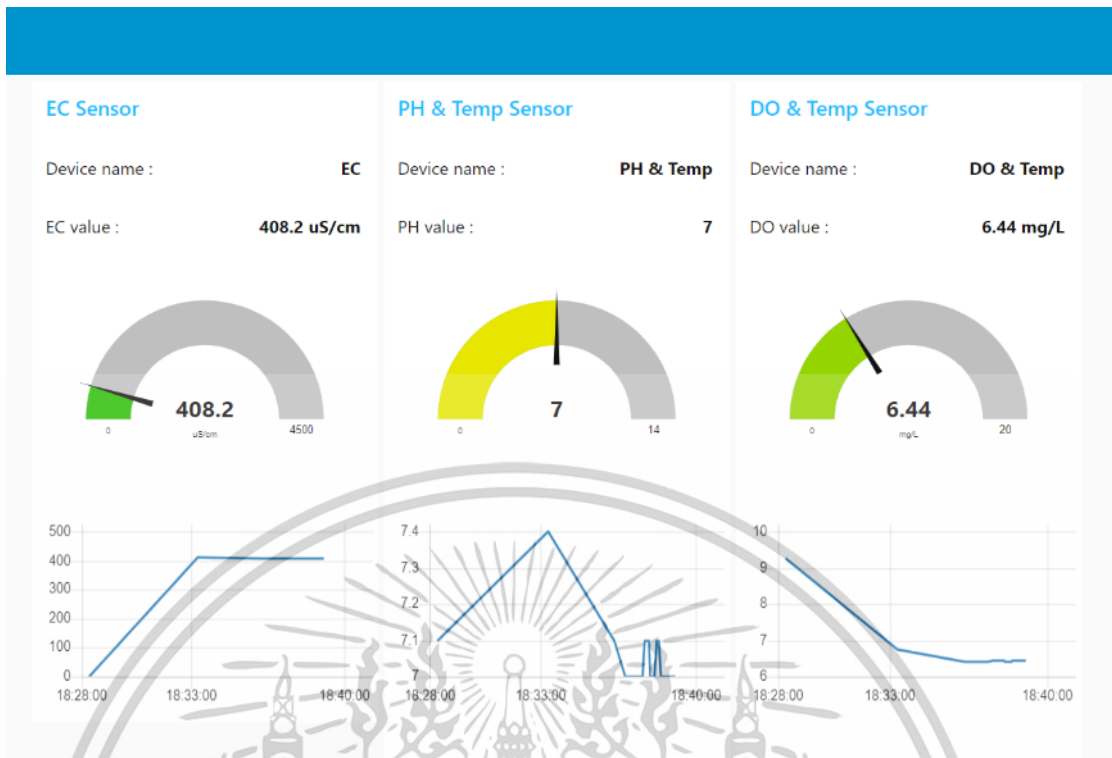 EC Sensor
Device name :
EC
EC value :
408.2 uS/cm
408.2
uS/cm
0
4500
500
400
300
200
100
0
18:28:00
18:33:00
18:40:00
PH & Temp Sensor
Device name :
PH & Temp
PH value :
7
7
0
14
7.4
7.3
7.2
7.1
7
18:28:00
18:33:00
18:40:00
DO & Temp Sensor
Device name :
DO & Temp
DO value :
6.44 mg/L
6.44
mg/L
0
20
10
9
8
7
6
18:28:00
18:33:00
18:40:00